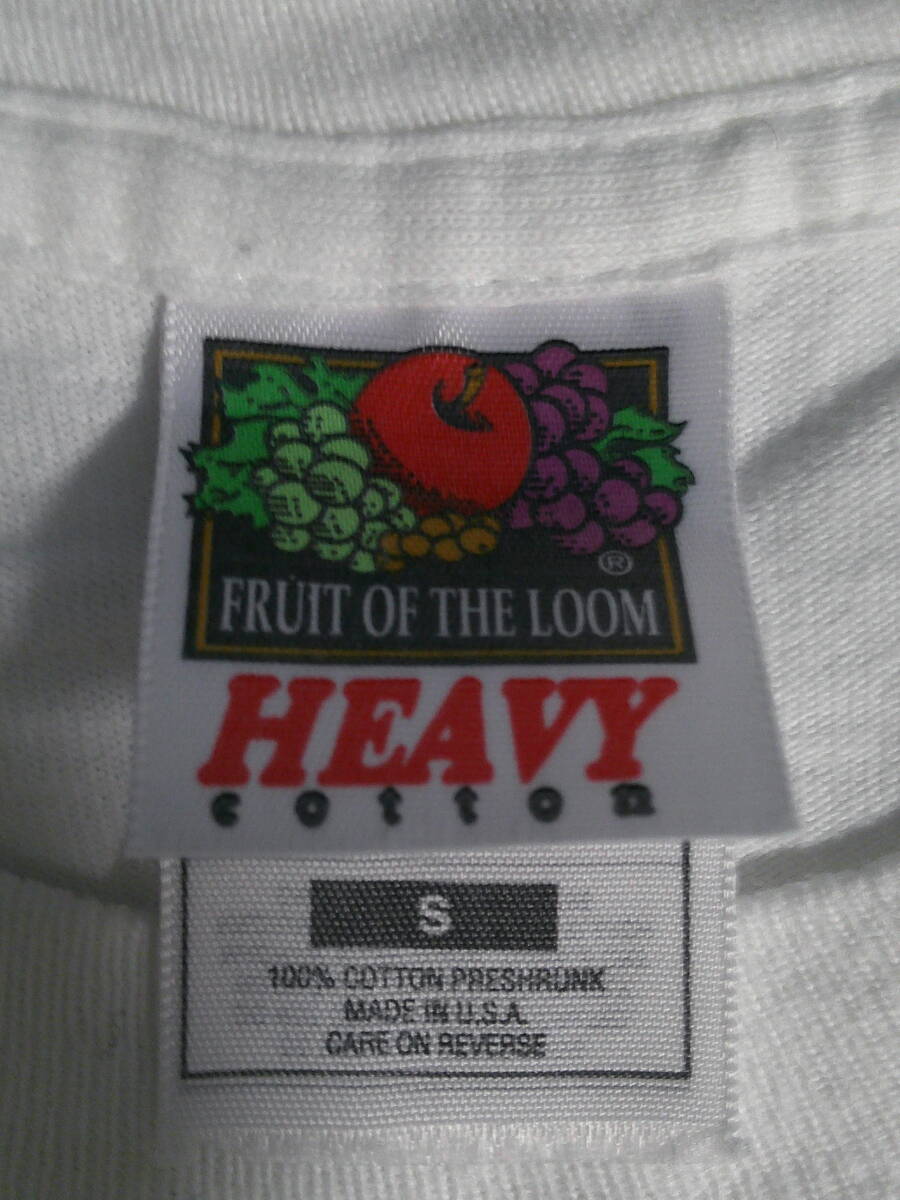 ®
FRUIT OF THE LOOM
HEAVY
cotton
S
100% COTTON PRESHRUNK
MADE IN U.S.A.
CARE ON REVERSE